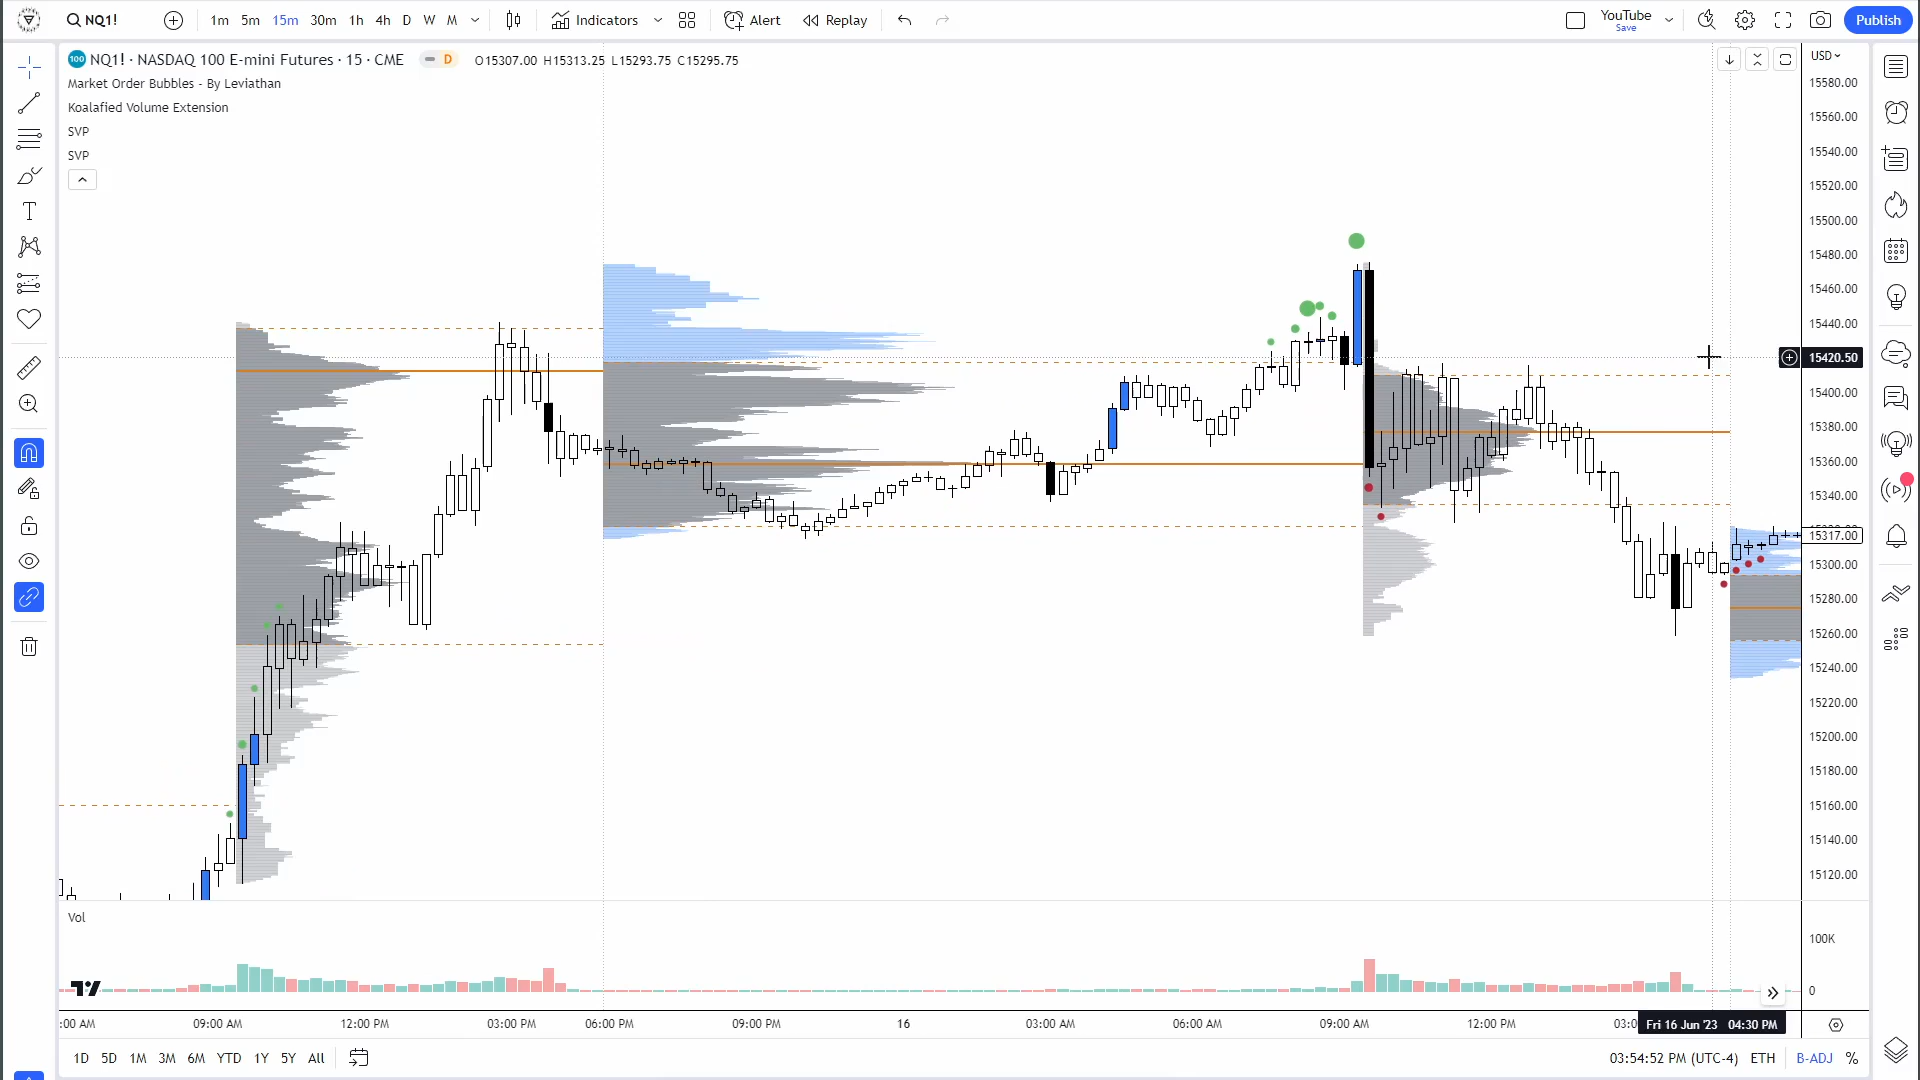 NQ1!
1m 5m 15m 30m 1h 4h D W M
Indicators
Alert
Replay
YouTube
Save
Publish
100 NQ1! · NASDAQ 100 E-mini Futures · 15 · CME
D
O15307.00 H15313.25 L15293.75 C15295.75
Market Order Bubbles - By Leviathan
Koalafied Volume Extension
SVP
SVP
USD
15580.00
15560.00
15540.00
15520.00
15500.00
15480.00
15460.00
15440.00
15420.50
15400.00
15380.00
15360.00
15340.00
15317.00
15300.00
15280.00
15260.00
15240.00
15220.00
15200.00
15180.00
15160.00
15140.00
15120.00
Vol
100K
0
:00 AM 09:00 AM 12:00 PM 03:00 PM 06:00 PM 09:00 PM 16 03:00 AM 06:00 AM 09:00 AM 12:00 PM 03:0 Fri 16 Jun '23 04:30 PM
1D 5D 1M 3M 6M YTD 1Y 5Y All
03:54:52 PM (UTC-4) ETH B-ADJ %